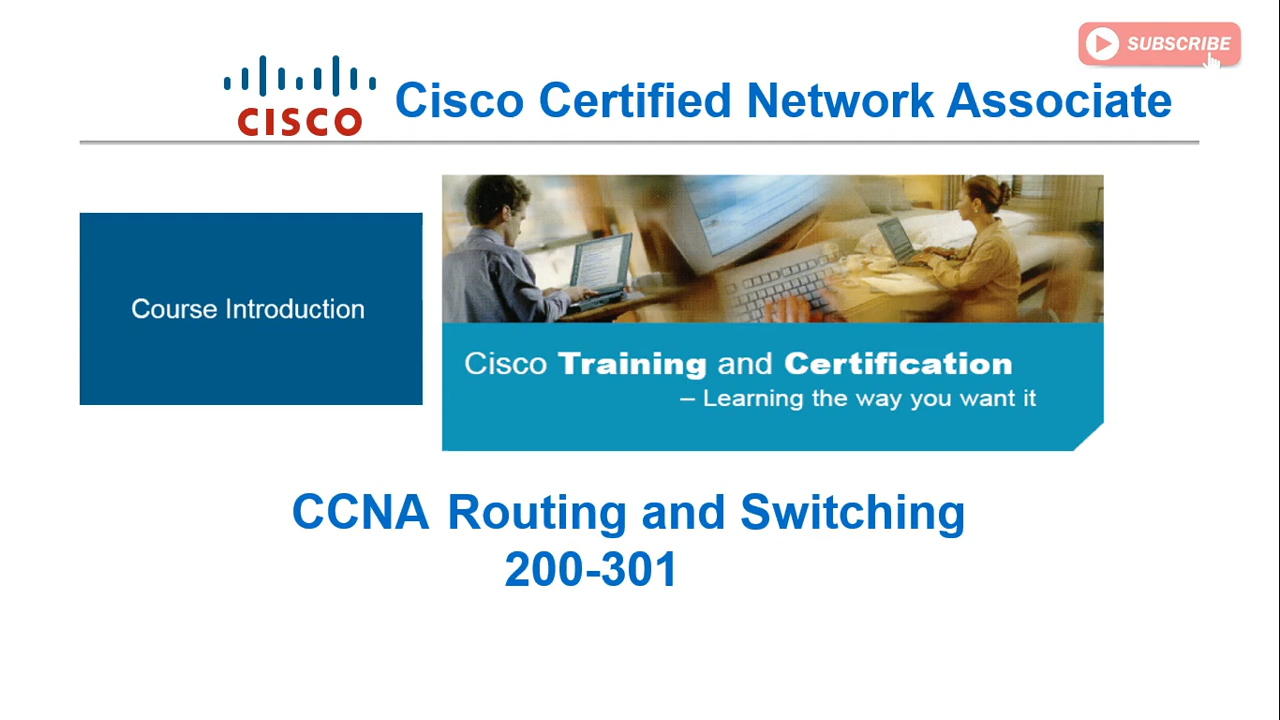 SUBSCRIBE
CISCO
Cisco Certified Network Associate
Course Introduction
Cisco Training and Certification
– Learning the way you want it
CCNA Routing and Switching
200-301